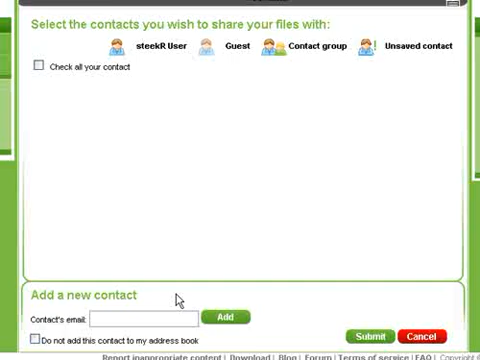 Select the contacts you wish to share your files with:
steekR User Guest Contact group Unsaved contact
Check all your contact
Add a new contact
Contact's email: Add
Do not add this contact to my address book
Submit Cancel
Report inappropriate content | Download | Blog | Forum | Terms of service | FAQ | Copyright ©